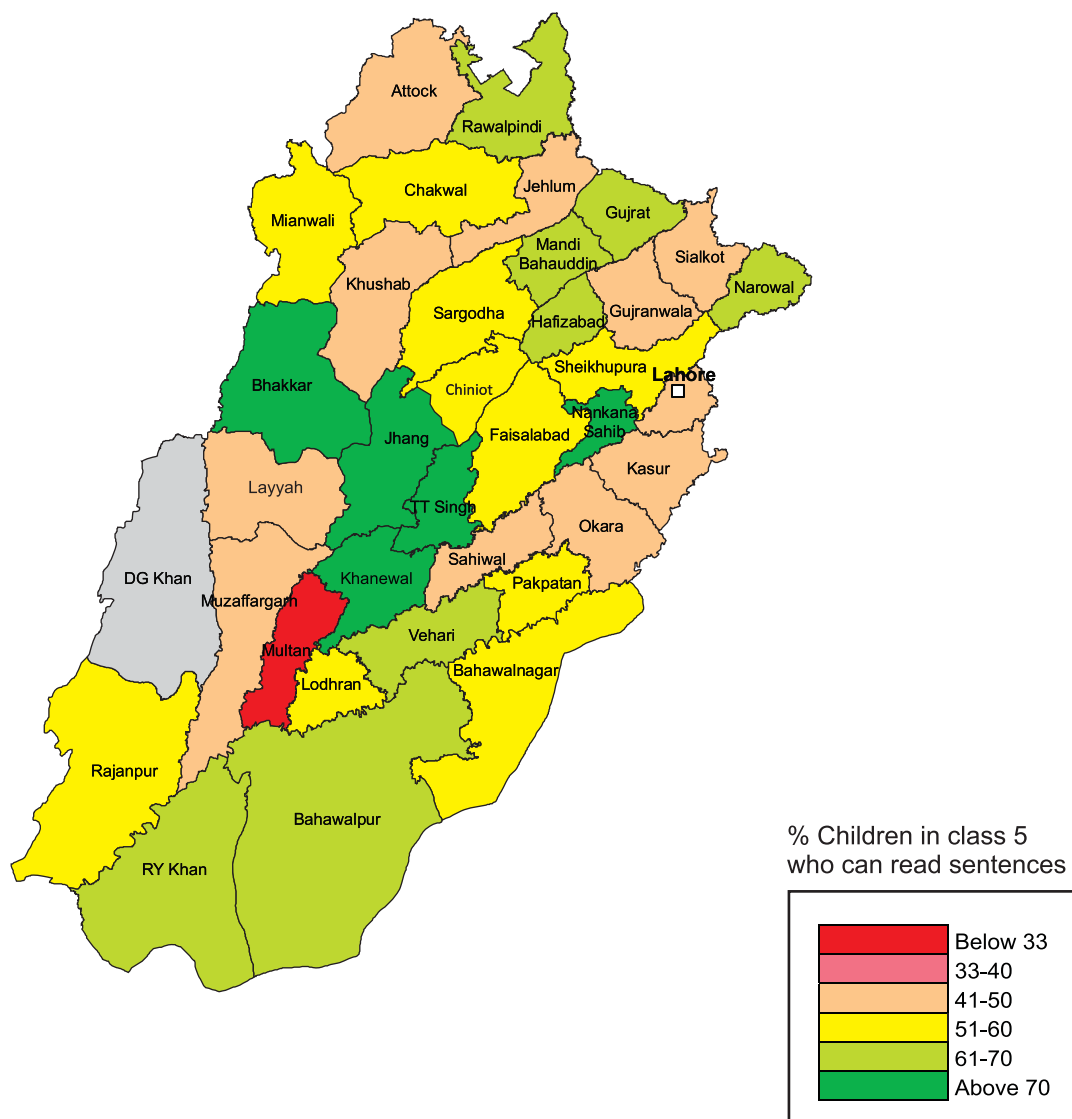 Attock
Rawalpindi
Chakwal
Jehlum
Mianwali
Gujrat
Mandi
Bahauddin
Sialkot
Khushab
Narowal
Sargodha
Hafizabad
Gujranwala
Sheikhupura
Lahore
Bhakkar
Chiniot
Nankana
Sahib
Jhang
Faisalabad
Kasur
Layyah
TT Singh
Okara
Sahiwal
DG Khan
Khanewal
Pakpatan
Muzaffargarh
Vehari
Multan
Bahawalnagar
Lodhran
Rajanpur
Bahawalpur
RY Khan
% Children in class 5
who can read sentences
Below 33
33-40
41-50
51-60
61-70
Above 70